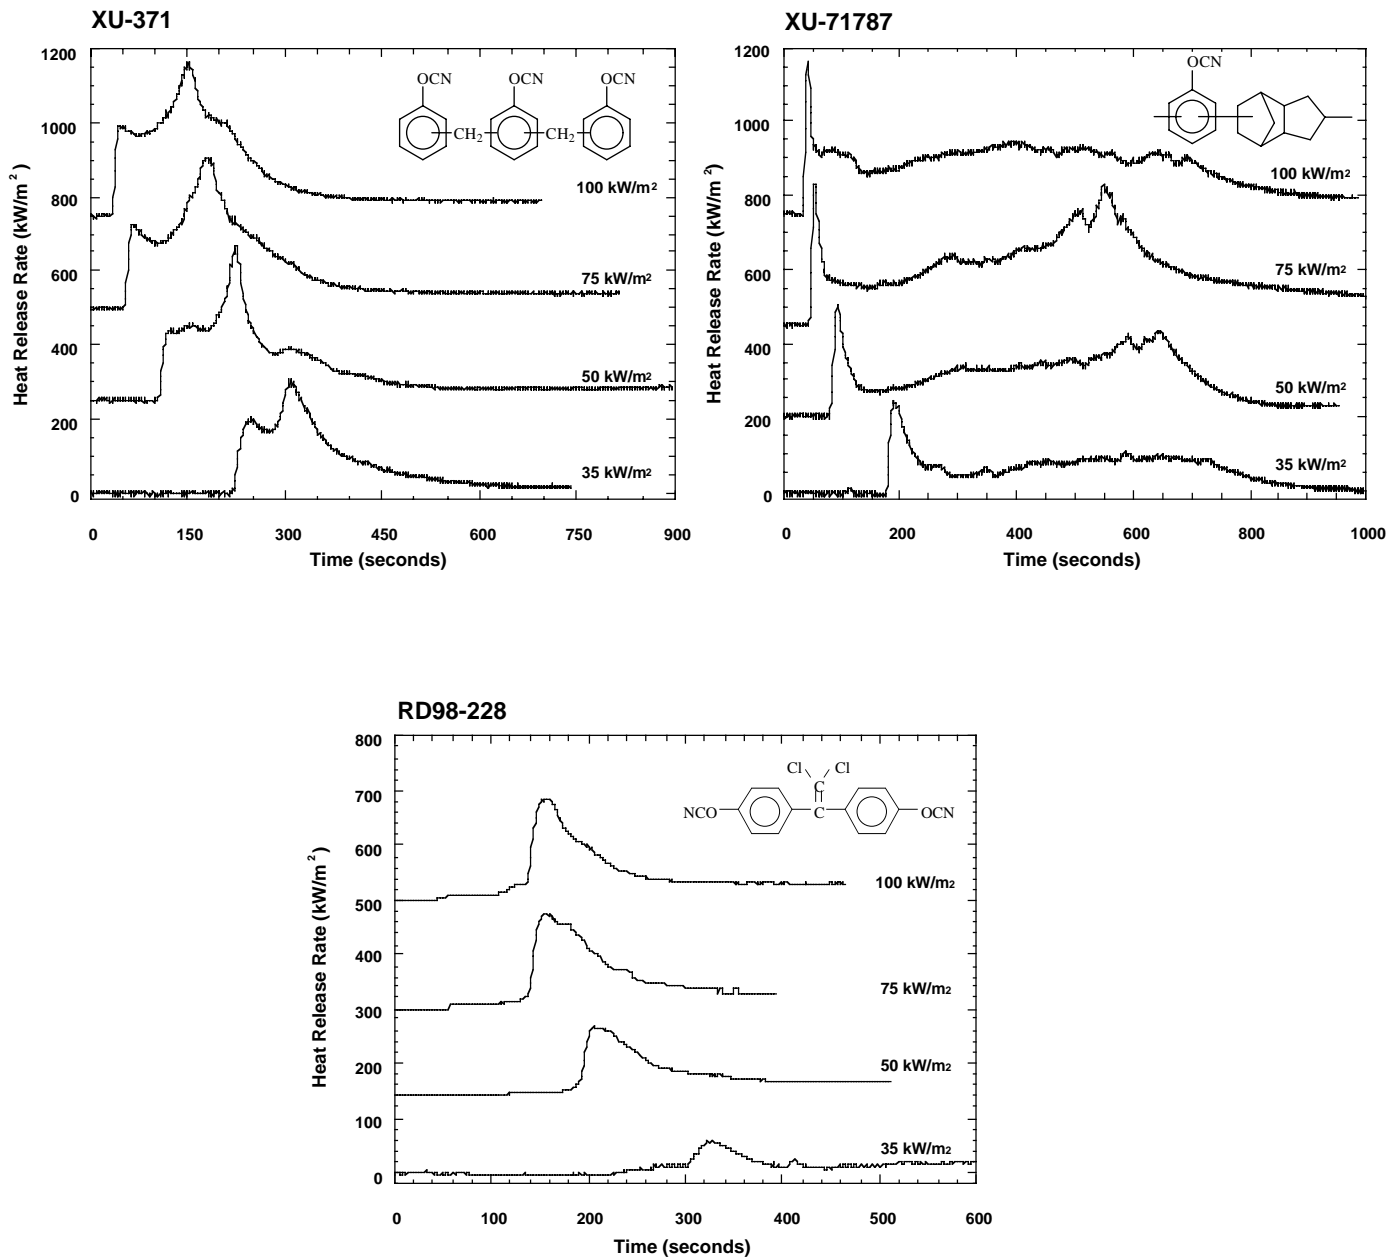 XU-371
1200
1000
800
600
400
200
0
Heat Release Rate (kW/m²)
OCN OCN OCN
CH₂ CH₂
100 kW/m2
75 kW/m2
50 kW/m2
35 kW/m2
0 150 300 450 600 750 900
Time (seconds)
XU-71787
1200
1000
800
600
400
200
0
Heat Release Rate (kW/m²)
OCN
100 kW/m2
75 kW/m2
50 kW/m2
35 kW/m2
0 200 400 600 800 1000
Time (seconds)
RD98-228
800
700
600
500
400
300
200
100
0
Heat Release Rate (kW/m²)
Cl Cl
C
NCO C OCN
100 kW/m2
75 kW/m2
50 kW/m2
35 kW/m2
0 100 200 300 400 500 600
Time (seconds)